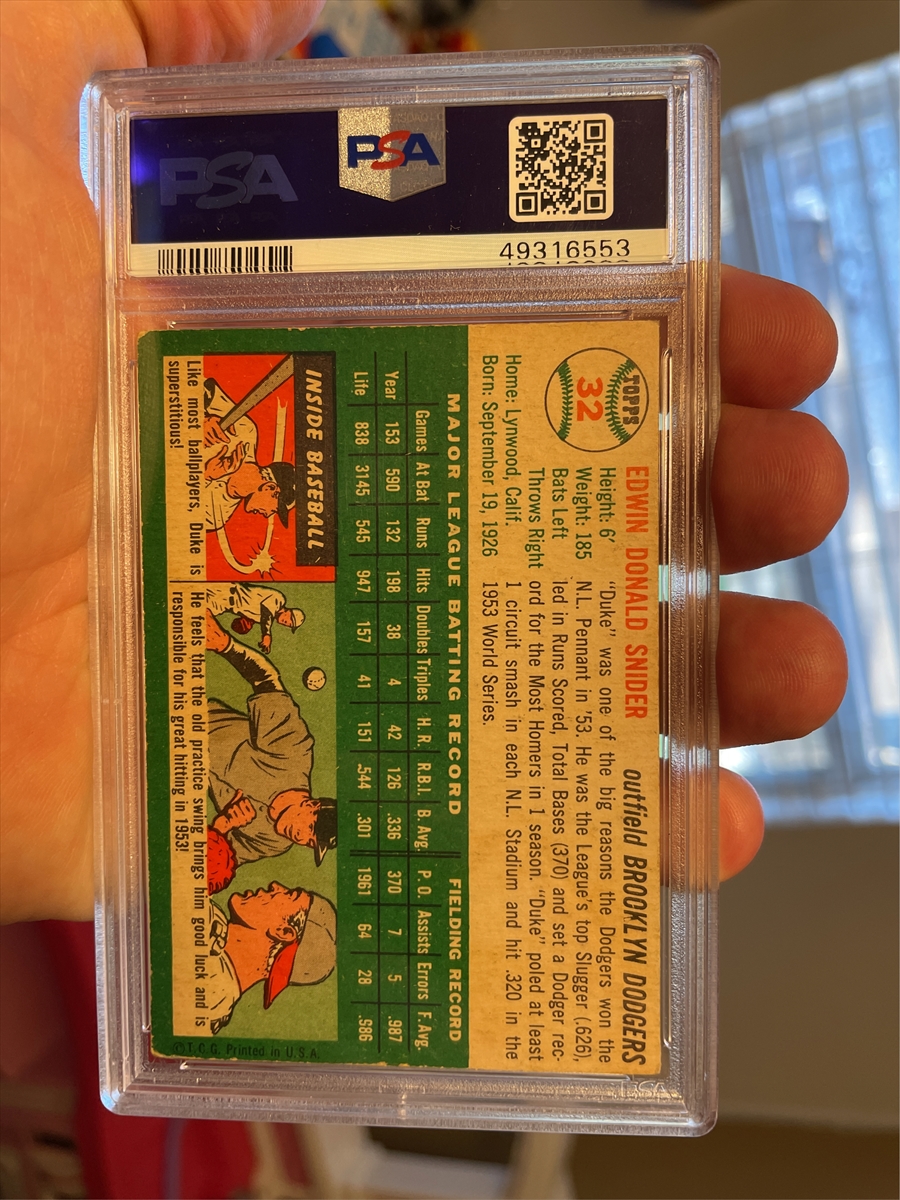 PSA
PSA
49316553
TOPPS
32
EDWIN DONALD SNIDER
outfield BROOKLYN DODGERS
Height: 6'
Weight: 185
Bats Left
Throws Right
Home: Lynwood, Calif.
Born: September 19, 1926
"Duke" was one of the big reasons the Dodgers won the
N.L. Pennant in '53. He was the League's top Slugger (.626),
led in Runs Scored, Total Bases (370) and set a Dodger rec-
ord for the Most Homers in 1 season. "Duke" poled at least
1 circuit smash in each N.L. Stadium and hit .320 in the
1953 World Series.
MAJOR LEAGUE BATTING RECORD FIELDING RECORD
Games At Bat Runs Hits Doubles Triples H.R. R.B.I. B. Avg. P. O. Assists Errors F. Avg.
Year 153 590 132 198 38 4 42 126 .336 370 7 5 .987
Life 838 3145 545 947 157 41 151 .544 .301 1961 64 28 .986
INSIDE BASEBALL
Like most ballplayers, Duke is
superstitious!
He feels that the old practice swing brings him good luck and is
responsible for his great hitting in 1953!
©T.C.G. Printed in U.S.A.
PSA